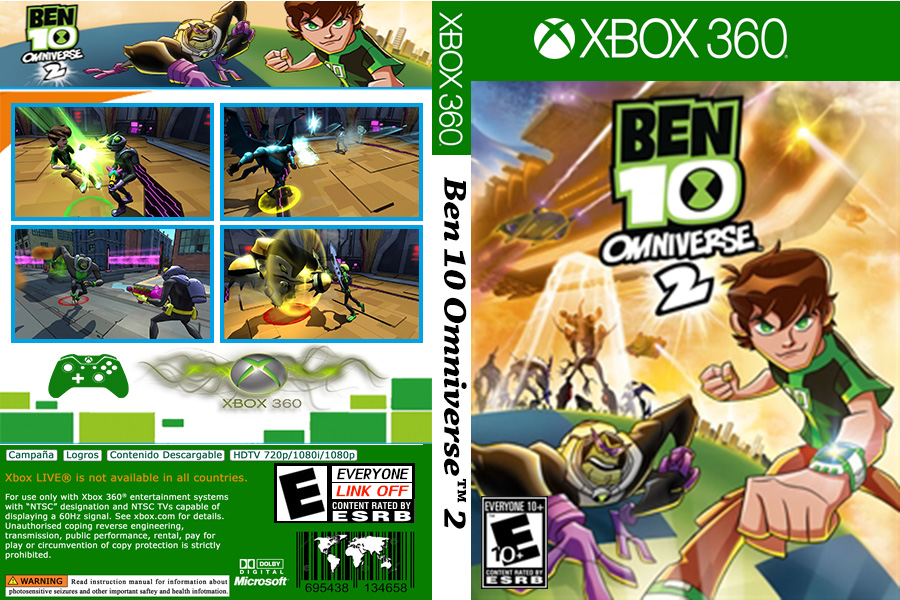 BEN
10
OMNIVERSE
2
XBOX 360
Campaña Logros Contenido Descargable HDTV 720p/1080i/1080p
Xbox LIVE® is not available in all countries.
For use only with Xbox 360® entertainment systems
with "NTSC" designation and NTSC TVs capable of
displaying a 60Hz signal. See xbox.com for details.
Unauthorised coping reverse engineering,
transmission, public performance, rental, pay for
play or circumvention of copy protection is strictly
prohibited.
E
EVERYONE
LINK OFF
CONTENT RATED BY
ESRB
WARNING Read instruction manual for information about
photosensitive seizures and other important saftey and health infotmation.
DOLBY
DIGITAL
Microsoft
695438 134658
XBOX 360
Ben 10 Omniverse™ 2
XBOX 360
BEN
10
OMNIVERSE™
2
EVERYONE 10+
E
10+
CONTENT RATED BY
ESRB